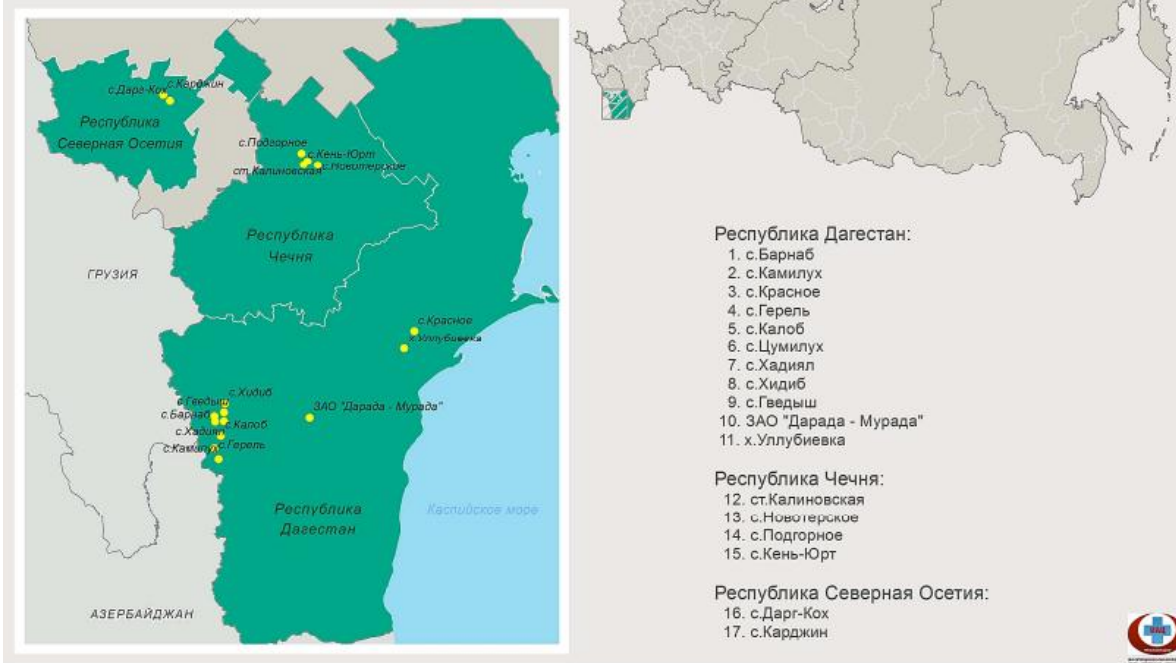 с.Карджин
с.Дарг-Кох
Республика
Северная Осетия
с.Подгорное
с.Кень-Юрт
ст.Калиновская
с.Новотерское
Республика
Чечня
ГРУЗИЯ
с.Красное
х.Уллубиевка
с.Хидиб
с.Гведыш
с.Барнаб
с.Калоб
ЗАО "Дарада - Мурада"
с.Хадиял
с.Герель
с.Камилух
Республика
Дагестан
Каспийское море
АЗЕРБАЙДЖАН
Республика Дагестан:
1. с.Барнаб
2. с.Камилух
3. с.Красное
4. с.Герель
5. с.Калоб
6. с.Цумилух
7. с.Хадиял
8. с.Хидиб
9. с.Гведыш
10. ЗАО "Дарада - Мурада"
11. х.Уллубиевка
Республика Чечня:
12. ст.Калиновская
13. с.Новотерское
14. с.Подгорное
15. с.Кень-Юрт
Республика Северная Осетия:
16. с.Дарг-Кох
17. с.Карджин